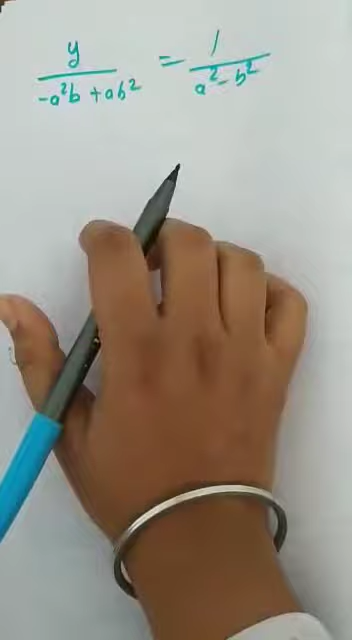 y/(-a²b + ab²) = 1/(a² - b²)